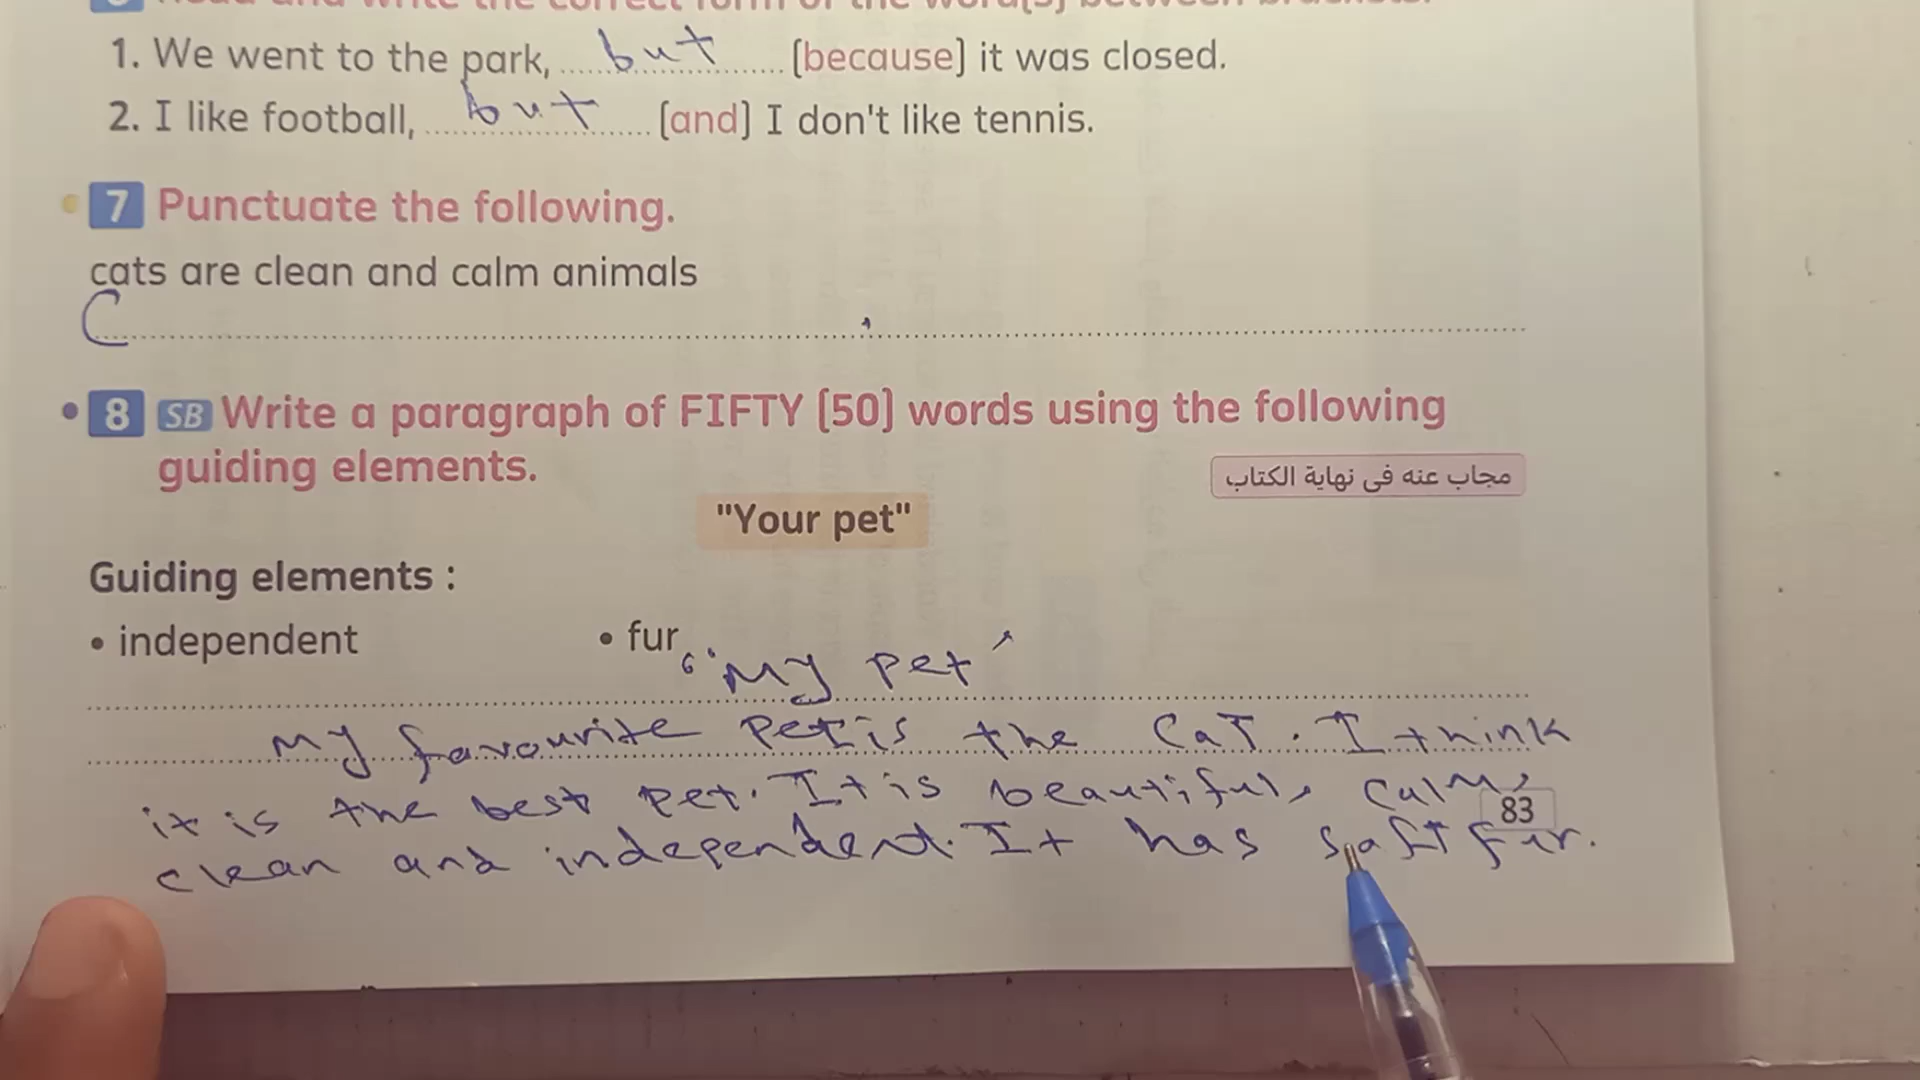 1. We went to the park, but [because] it was closed.
2. I like football, but [and] I don't like tennis.
7 Punctuate the following.
cats are clean and calm animals
C .
8 SB Write a paragraph of FIFTY [50] words using the following
guiding elements.
مجاب عنه فى نهاية الكتاب
"Your pet"
Guiding elements :
• independent • fur
"My pet"
My favourite pet is the cat. I think
it is the best pet. It is beautiful, calm,
83
clean and independent. It has soft fur.